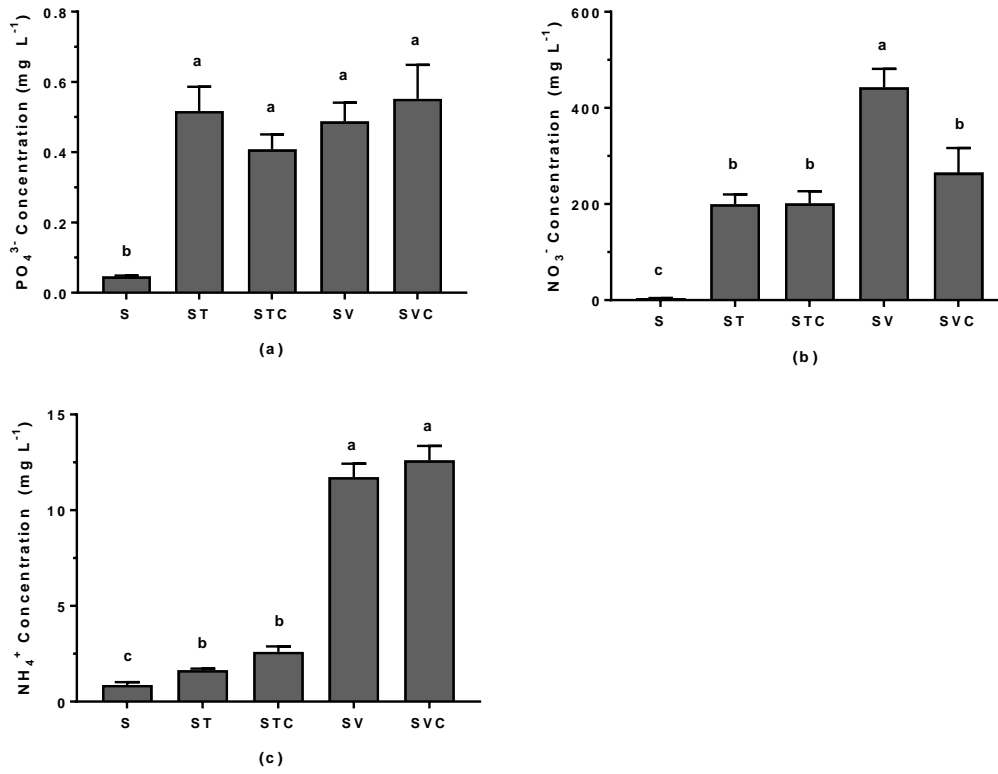 PO₄³⁻ Concentration (mg L⁻¹)
0.8
0.6
0.4
0.2
0.0
b
a
a
a
a
S
ST
STC
SV
SVC
(a)
NO₃⁻ Concentration (mg L⁻¹)
600
400
200
0
c
b
b
a
b
S
ST
STC
SV
SVC
(b)
NH₄⁺ Concentration (mg L⁻¹)
15
10
5
0
c
b
b
a
a
S
ST
STC
SV
SVC
(c)